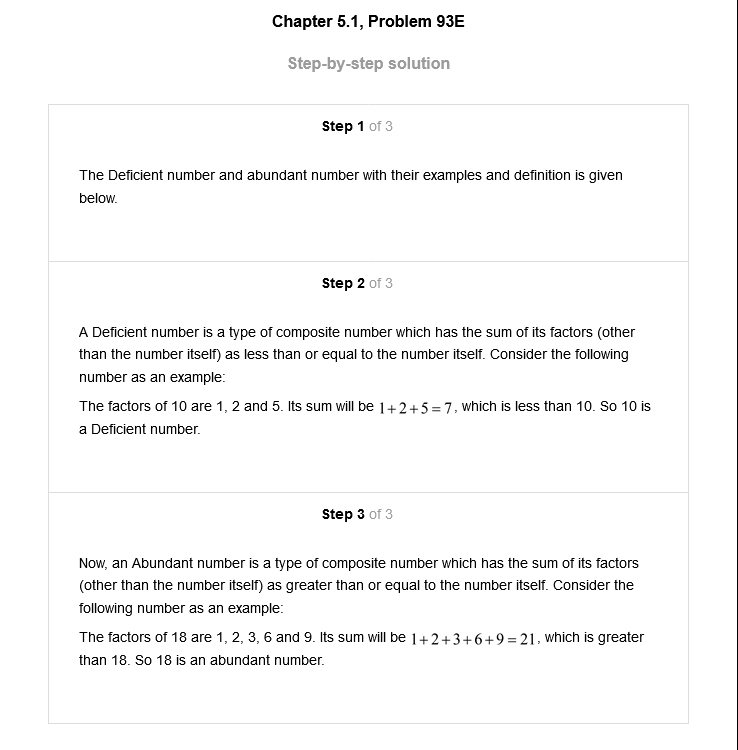 Chapter 5.1, Problem 93E
Step-by-step solution
Step 1 of 3
The Deficient number and abundant number with their examples and definition is given
below.
Step 2 of 3
A Deficient number is a type of composite number which has the sum of its factors (other
than the number itself) as less than or equal to the number itself. Consider the following
number as an example:
The factors of 10 are 1, 2 and 5. Its sum will be 1+2+5=7, which is less than 10. So 10 is
a Deficient number.
Step 3 of 3
Now, an Abundant number is a type of composite number which has the sum of its factors
(other than the number itself) as greater than or equal to the number itself. Consider the
following number as an example:
The factors of 18 are 1, 2, 3, 6 and 9. Its sum will be 1+2+3+6+9=21, which is greater
than 18. So 18 is an abundant number.